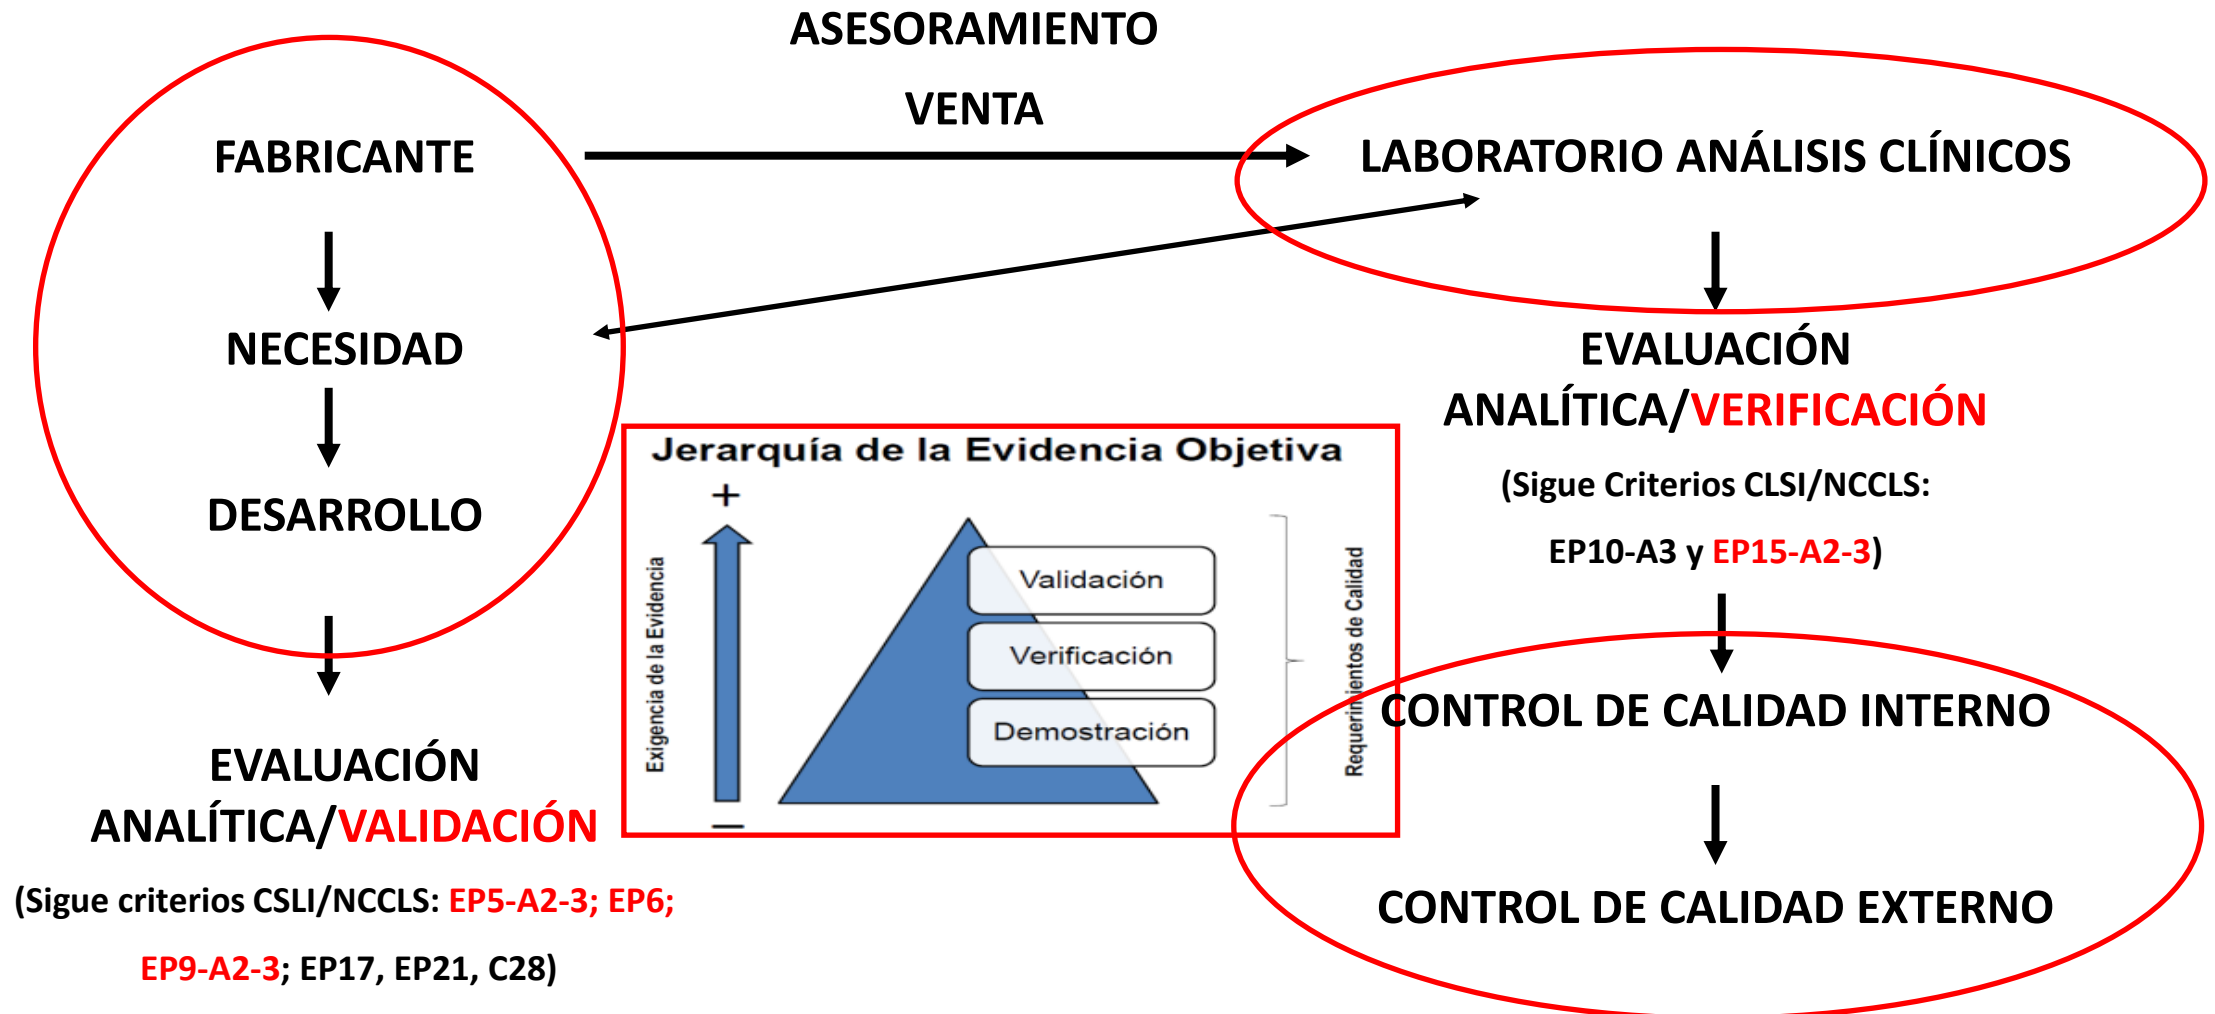 ASESORAMIENTO
VENTA
FABRICANTE
NECESIDAD
DESARROLLO
EVALUACIÓN
ANALÍTICA/VALIDACIÓN
(Sigue criterios CSLI/NCCLS: EP5-A2-3; EP6;
EP9-A2-3; EP17, EP21, C28)
Jerarquía de la Evidencia Objetiva
+
Exigencia de la Evidencia
Validación
Verificación
Demostración
Requerimientos de Calidad
–
LABORATORIO ANÁLISIS CLÍNICOS
EVALUACIÓN
ANALÍTICA/VERIFICACIÓN
(Sigue Criterios CLSI/NCCLS:
EP10-A3 y EP15-A2-3)
CONTROL DE CALIDAD INTERNO
CONTROL DE CALIDAD EXTERNO